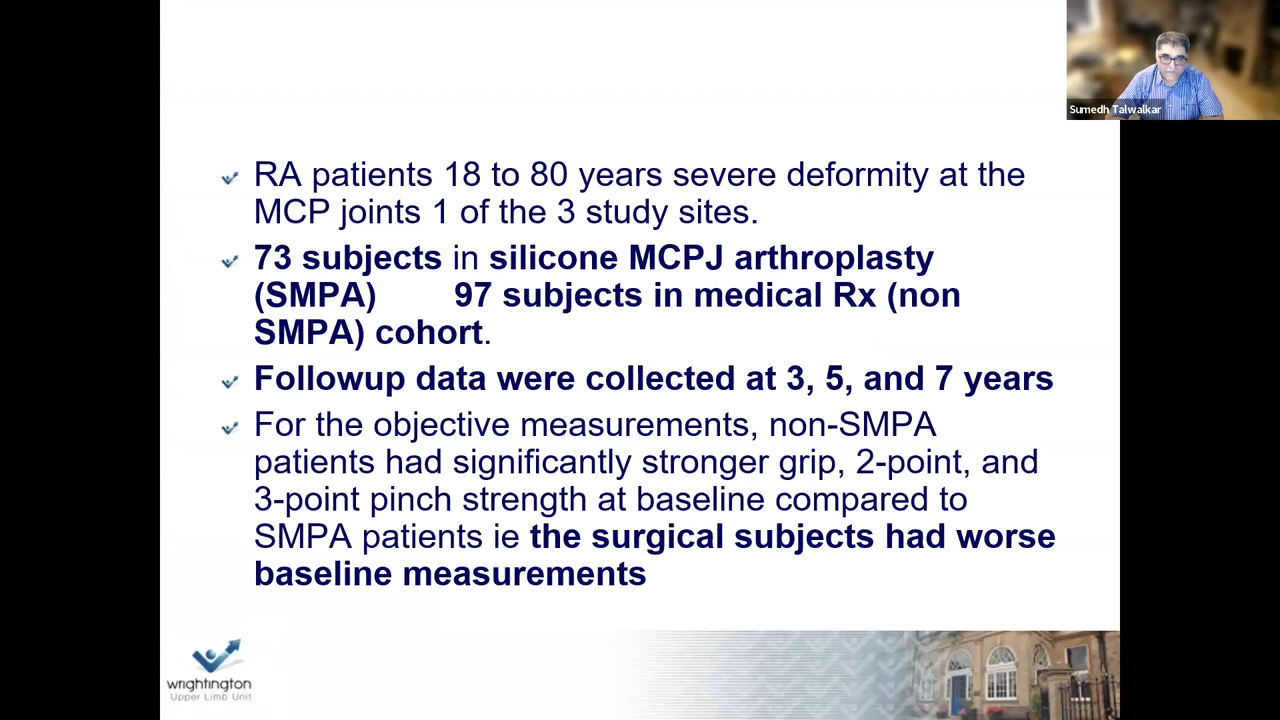 Sumedh Talwalkar
RA patients 18 to 80 years severe deformity at the
MCP joints 1 of the 3 study sites.
73 subjects in silicone MCPJ arthroplasty
(SMPA) 97 subjects in medical Rx (non
SMPA) cohort.
Followup data were collected at 3, 5, and 7 years
For the objective measurements, non-SMPA
patients had significantly stronger grip, 2-point, and
3-point pinch strength at baseline compared to
SMPA patients ie the surgical subjects had worse
baseline measurements
wrightington
Upper Limb Unit